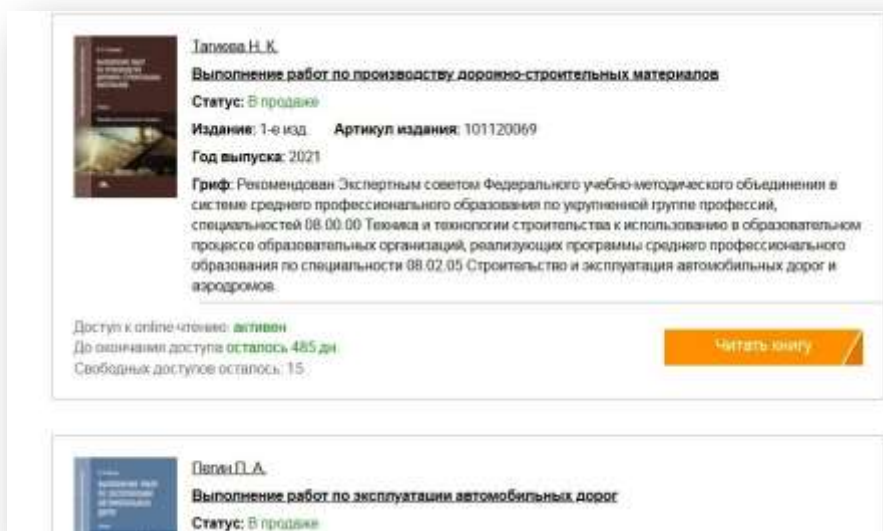 Тагиева Н. К.
Выполнение работ по производству дорожно-строительных материалов
Статус: В продаже
Издание: 1-е изд. Артикул издания: 101120069
Год выпуска: 2021
Гриф: Рекомендован Экспертным советом Федерального учебно-методического объединения в
системе среднего профессионального образования по укрупненной группе профессий,
специальностей 08.00.00 Техника и технологии строительства к использованию в образовательном
процессе образовательных организаций, реализующих программы среднего профессионального
образования по специальности 08.02.05 Строительство и эксплуатация автомобильных дорог и
аэродромов.
Доступ к online чтению: активен
До окончания доступа осталось 485 дн.
Свободных доступов осталось: 15
Читать книгу
Пегин П. А.
Выполнение работ по эксплуатации автомобильных дорог
Статус: В продаже